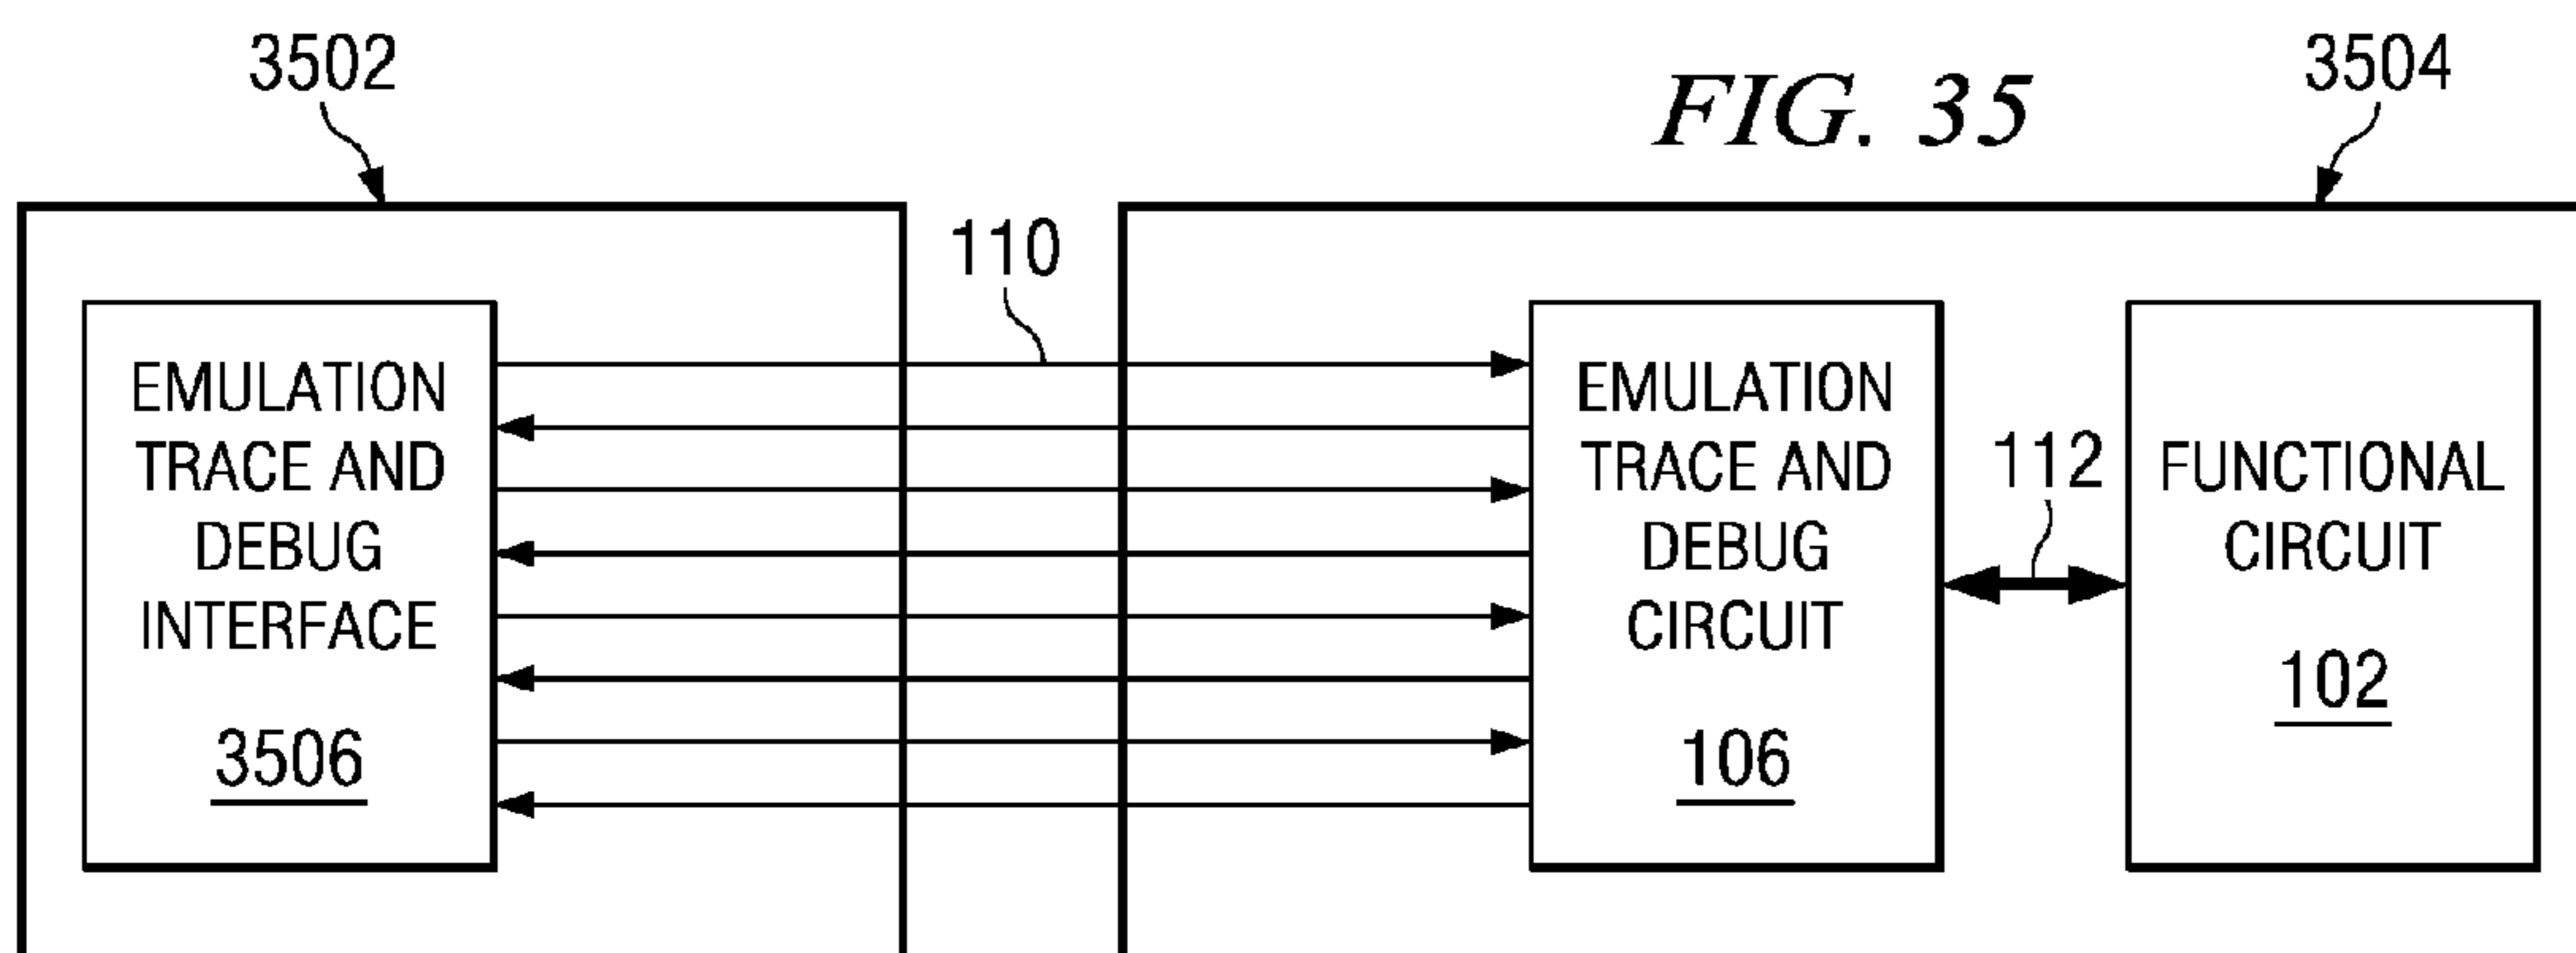 3502
FIG. 35
3504
110
EMULATION
TRACE AND
DEBUG
INTERFACE
3506
EMULATION
TRACE AND
DEBUG
CIRCUIT
106
112
FUNCTIONAL
CIRCUIT
102